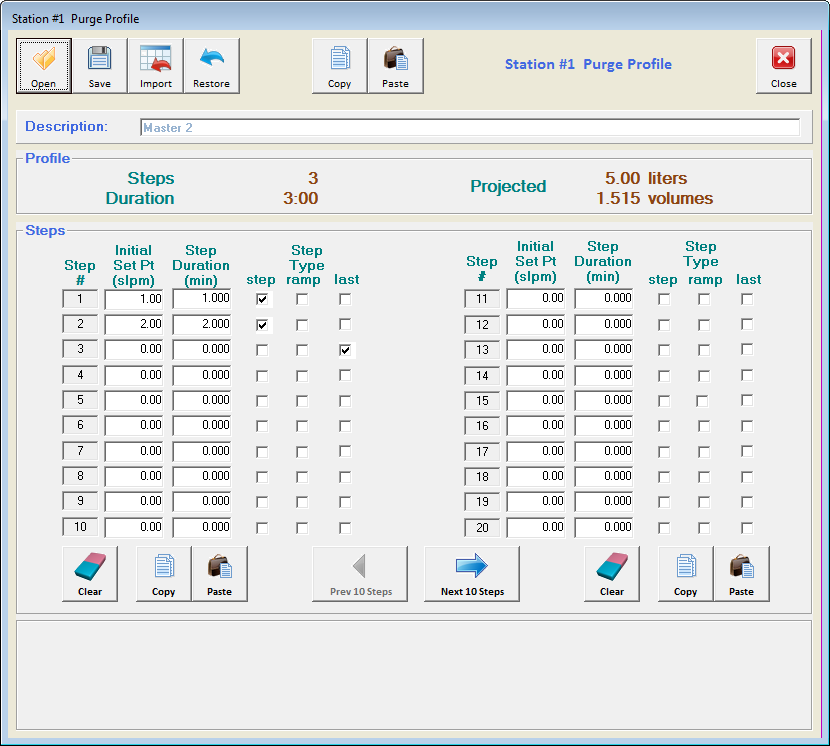 Station #1 Purge Profile
Open Save Import Restore Copy Paste Station #1 Purge Profile Close
Description: Master 2
Profile
Steps 3 Projected 5.00 liters
Duration 3:00 1.515 volumes
Steps
Step # Initial Set Pt (slpm) Step Duration (min) step Step Type ramp last Step # Initial Set Pt (slpm) Step Duration (min) step Step Type ramp last
1 1.00 1.000 11 0.00 0.000
2 2.00 2.000 12 0.00 0.000
3 0.00 0.000 13 0.00 0.000
4 0.00 0.000 14 0.00 0.000
5 0.00 0.000 15 0.00 0.000
6 0.00 0.000 16 0.00 0.000
7 0.00 0.000 17 0.00 0.000
8 0.00 0.000 18 0.00 0.000
9 0.00 0.000 19 0.00 0.000
10 0.00 0.000 20 0.00 0.000
Clear Copy Paste Prev 10 Steps Next 10 Steps Clear Copy Paste